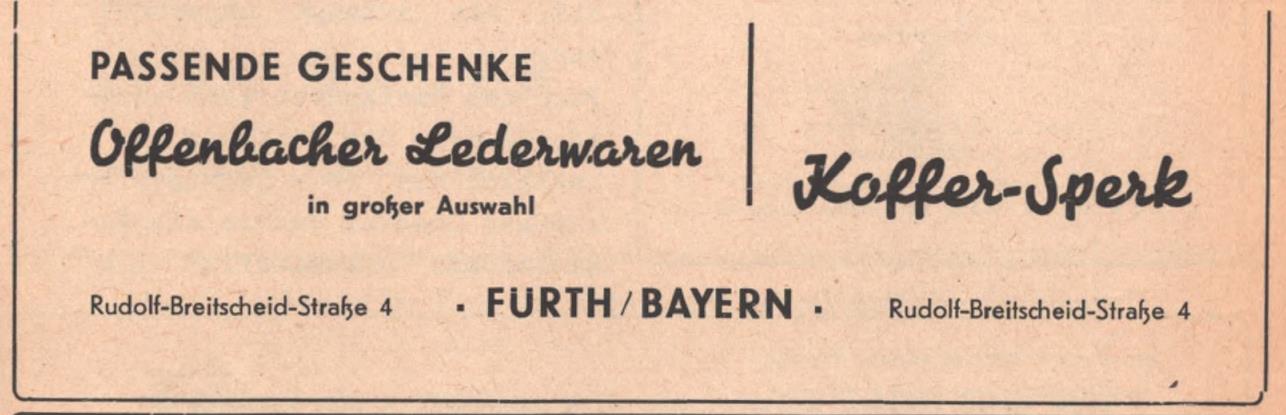 PASSENDE GESCHENKE
Offenbacher Lederwaren
in großer Auswahl
Koffer-Sperk
Rudolf-Breitscheid-Straße 4 · FÜRTH/BAYERN · Rudolf-Breitscheid-Straße 4